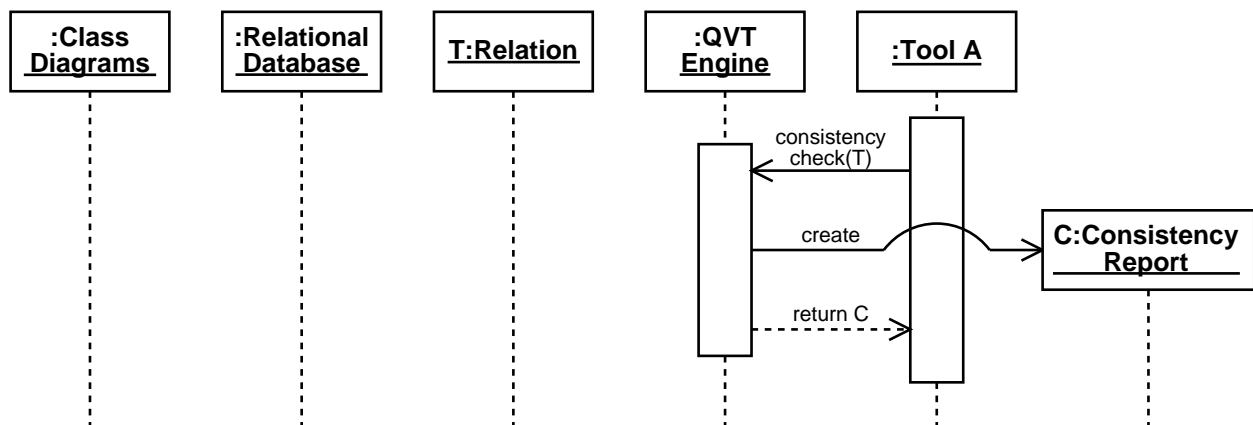 :Class
Diagrams
:Relational
Database
T:Relation
:QVT
Engine
:Tool A
consistency
check(T)
create
C:Consistency
Report
return C